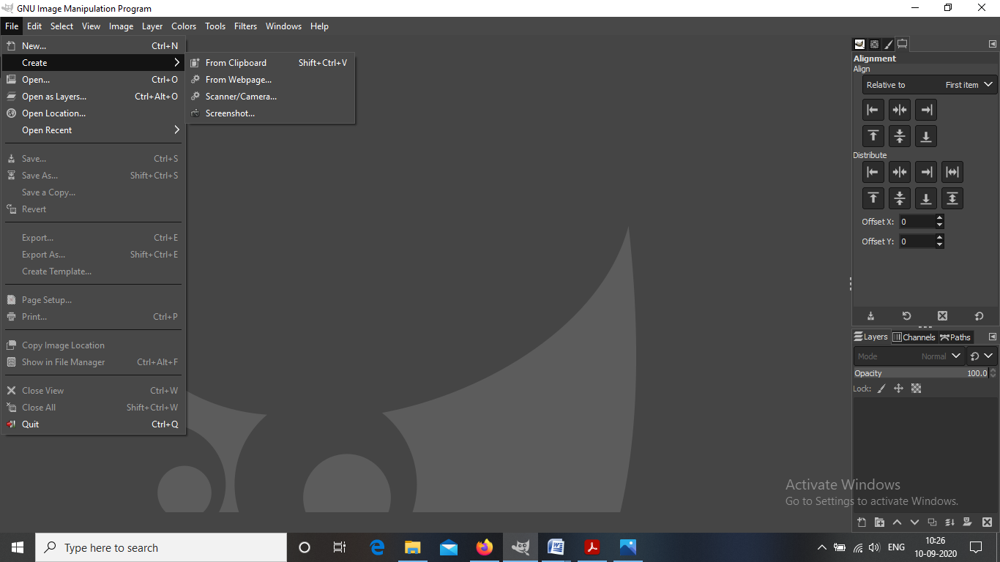 GNU Image Manipulation Program
File Edit Select View Image Layer Colors Tools Filters Windows Help
New... Ctrl+N
Create
Open... Ctrl+O
Open as Layers... Ctrl+Alt+O
Open Location...
Open Recent
Save... Ctrl+S
Save As... Shift+Ctrl+S
Save a Copy...
Revert
Export... Ctrl+E
Export As... Shift+Ctrl+E
Create Template...
Page Setup...
Print... Ctrl+P
Copy Image Location
Show in File Manager Ctrl+Alt+F
Close View Ctrl+W
Close All Shift+Ctrl+W
Quit Ctrl+Q
From Clipboard Shift+Ctrl+V
From Webpage...
Scanner/Camera...
Screenshot...
Alignment
Align
Relative to First item
Distribute
Offset X: 0
Offset Y: 0
Layers Channels Paths
Mode Normal
Opacity 100.0
Lock:
Activate Windows
Go to Settings to activate Windows.
Type here to search
ENG
10:26
10-09-2020